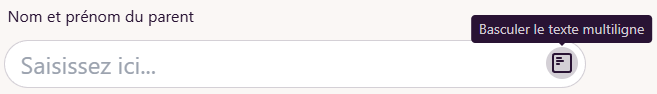 Nom et prénom du parent
Basculer le texte multiligne
Saisissez ici...